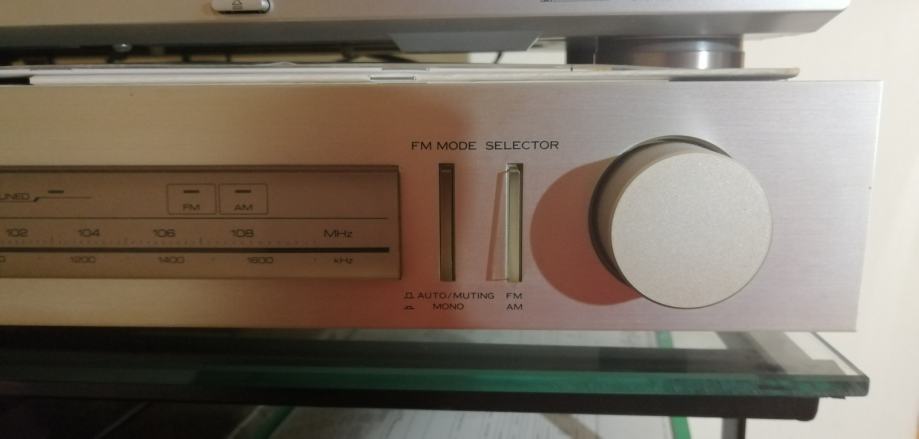 FM MODE SELECTOR
FM AM
102 104 106 108 MHz
1200 1400 1600 kHz
AUTO/MUTING FM
MONO AM